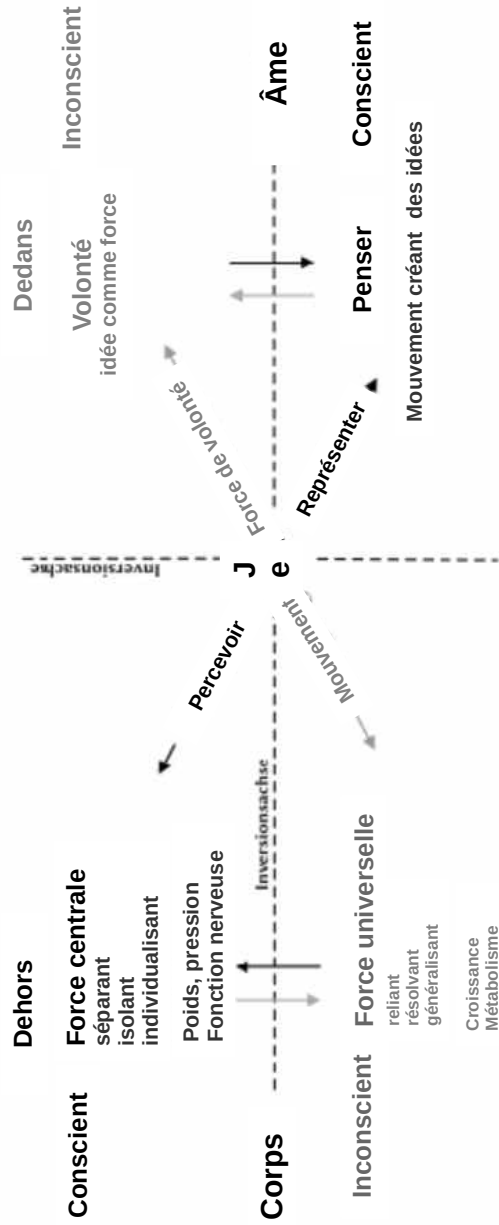 Dehors
Dedans
Conscient
Force centrale
séparant
isolant
individualisant
Poids, pression
Fonction nerveuse
Percevoir
Inversionsachse
Force de volonté
Volonté
idée comme force
Inconscient
Corps
Inversionsachse
J
e
Âme
Inconscient
Force universelle
reliant
résolvant
généralisant
Croissance
Métabolisme
Mouvement
Représenter
Penser
Conscient
Mouvement créant des idées